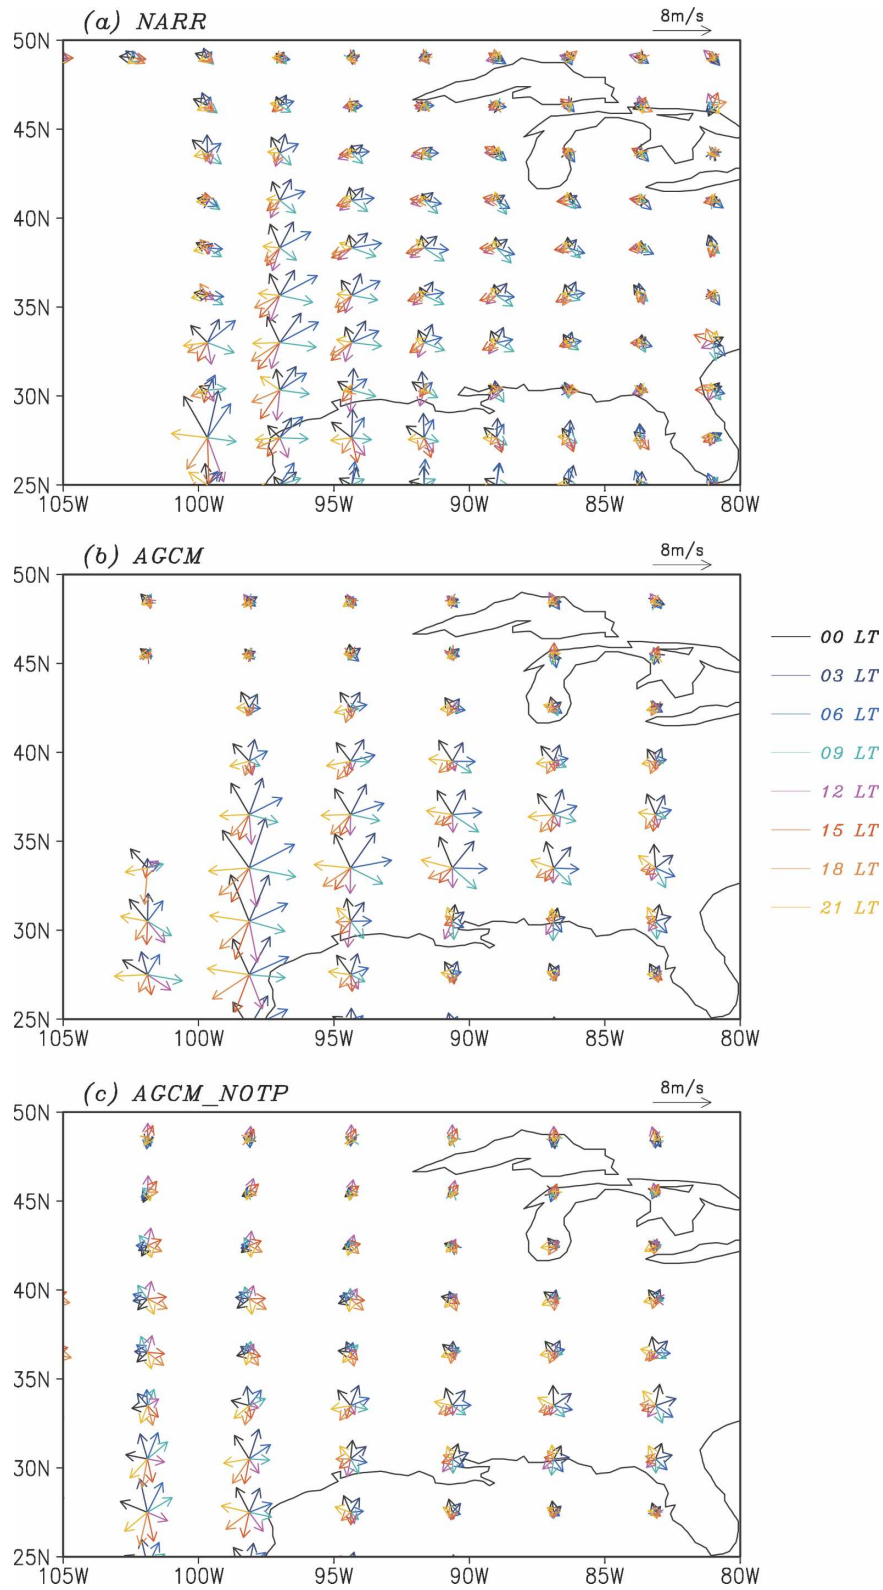 (a) NARR
8m/s
50N
45N
40N
35N
30N
25N
105W 100W 95W 90W 85W 80W
(b) AGCM
8m/s
50N
45N
40N
35N
30N
25N
105W 100W 95W 90W 85W 80W
00 LT
03 LT
06 LT
09 LT
12 LT
15 LT
18 LT
21 LT
(c) AGCM_NOTP
8m/s
50N
45N
40N
35N
30N
25N
105W 100W 95W 90W 85W 80W